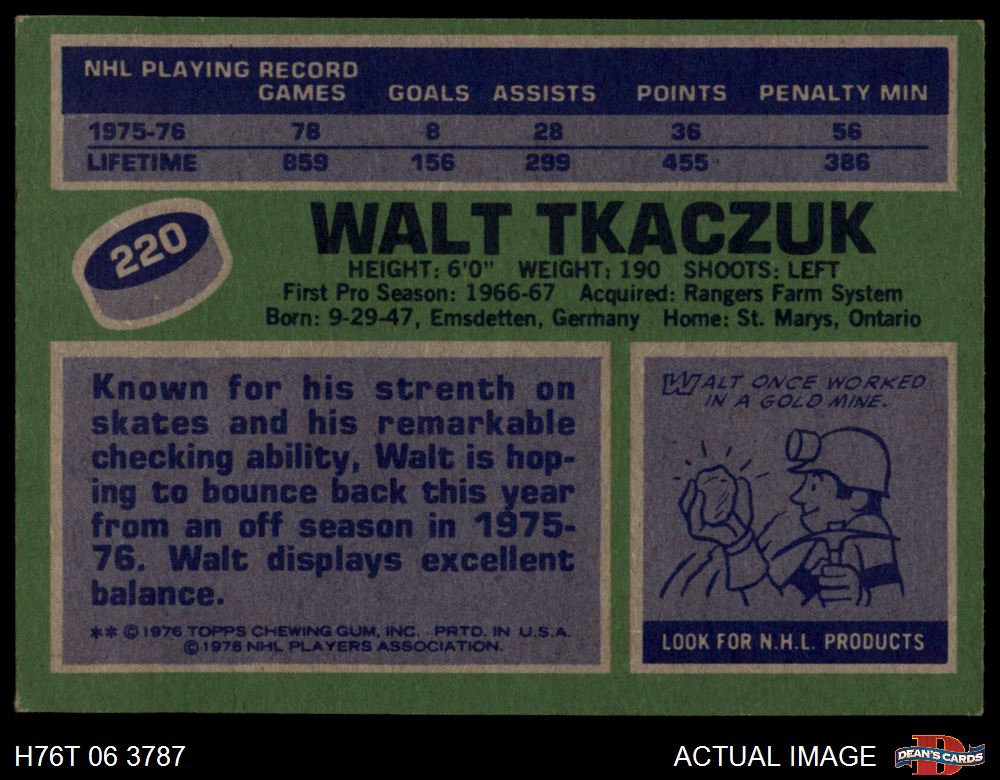 NHL PLAYING RECORD
GAMES GOALS ASSISTS POINTS PENALTY MIN
1975-76 78 8 28 36 56
LIFETIME 859 156 299 455 386
220
WALT TKACZUK
HEIGHT: 6'0" WEIGHT: 190 SHOOTS: LEFT
First Pro Season: 1966-67 Acquired: Rangers Farm System
Born: 9-29-47, Emsdetten, Germany Home: St. Marys, Ontario
Known for his strenth on
skates and his remarkable
checking ability, Walt is hop-
ing to bounce back this year
from an off season in 1975-
76. Walt displays excellent
balance.
** © 1976 TOPPS CHEWING GUM, INC. PRTD. IN U.S.A.
© 1976 NHL PLAYERS ASSOCIATION.
WALT ONCE WORKED
IN A GOLD MINE.
LOOK FOR N.H.L. PRODUCTS
H76T 06 3787
ACTUAL IMAGE
D
DEAN'S CARDS